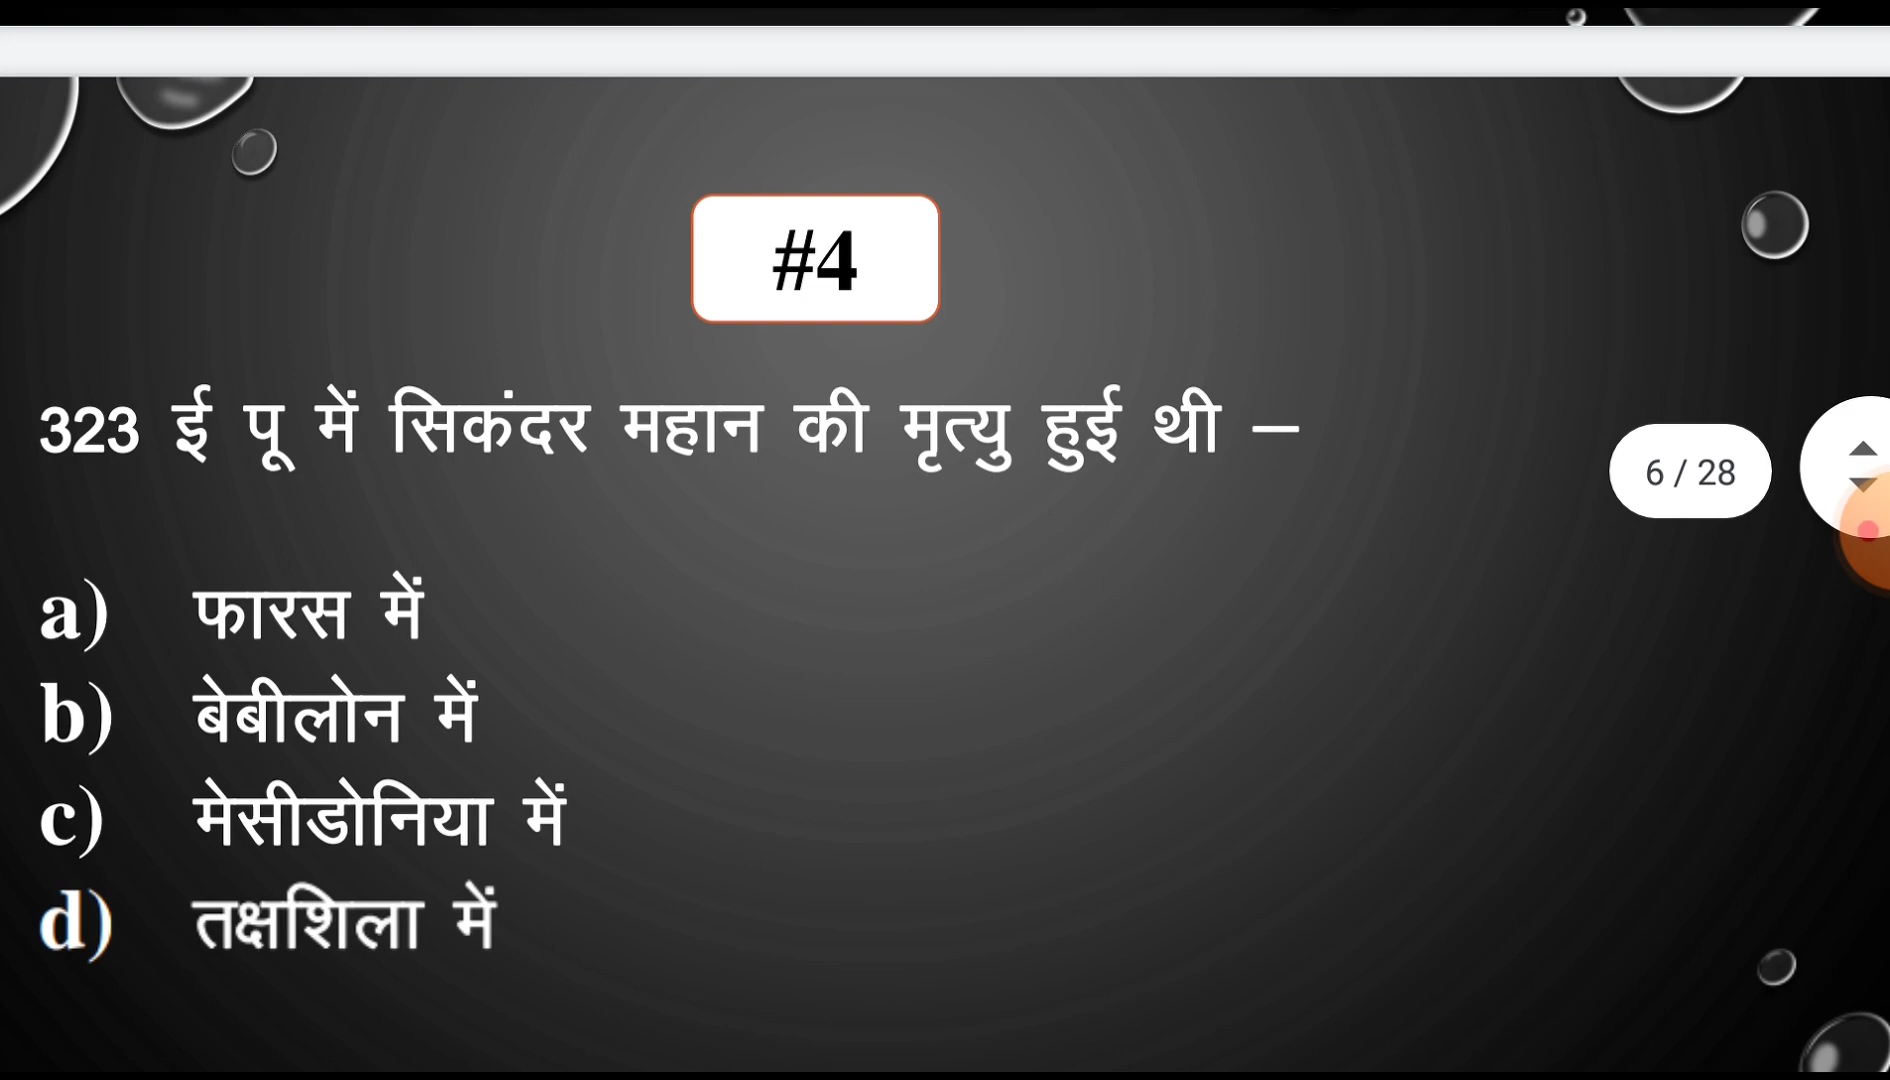 #4
323 ई पू में सिकंदर महान की मृत्यु हुई थी –
6 / 28
a) फारस में
b) बेबीलोन में
c) मेसीडोनिया में
d) तक्षशिला में